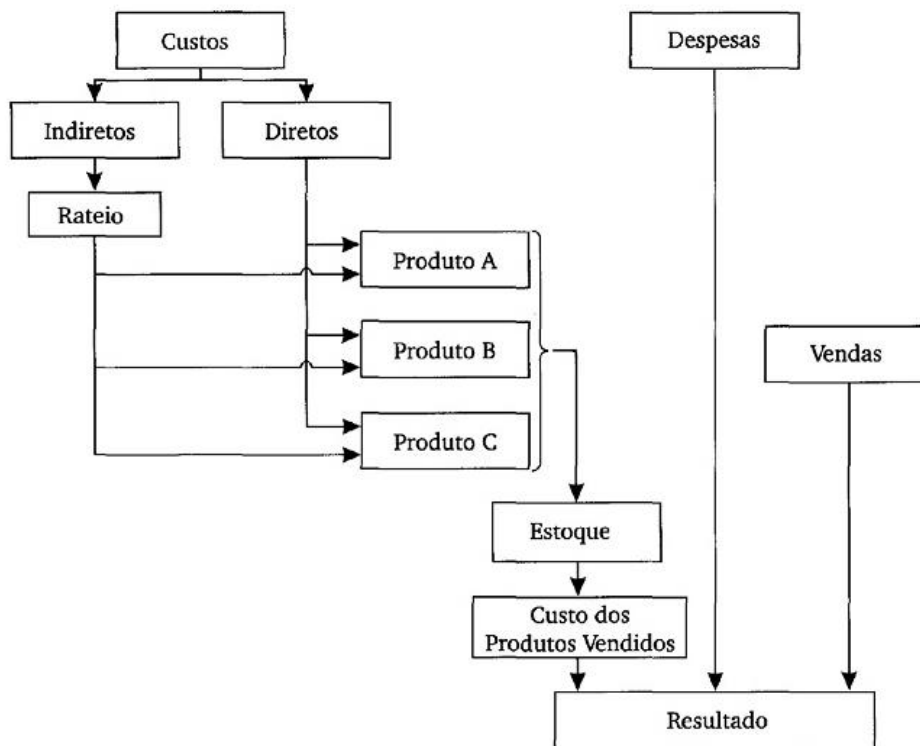 Custos
Despesas
Indiretos
Diretos
Rateio
Produto A
Produto B
Vendas
Produto C
Estoque
Custo dos
Produtos Vendidos
Resultado